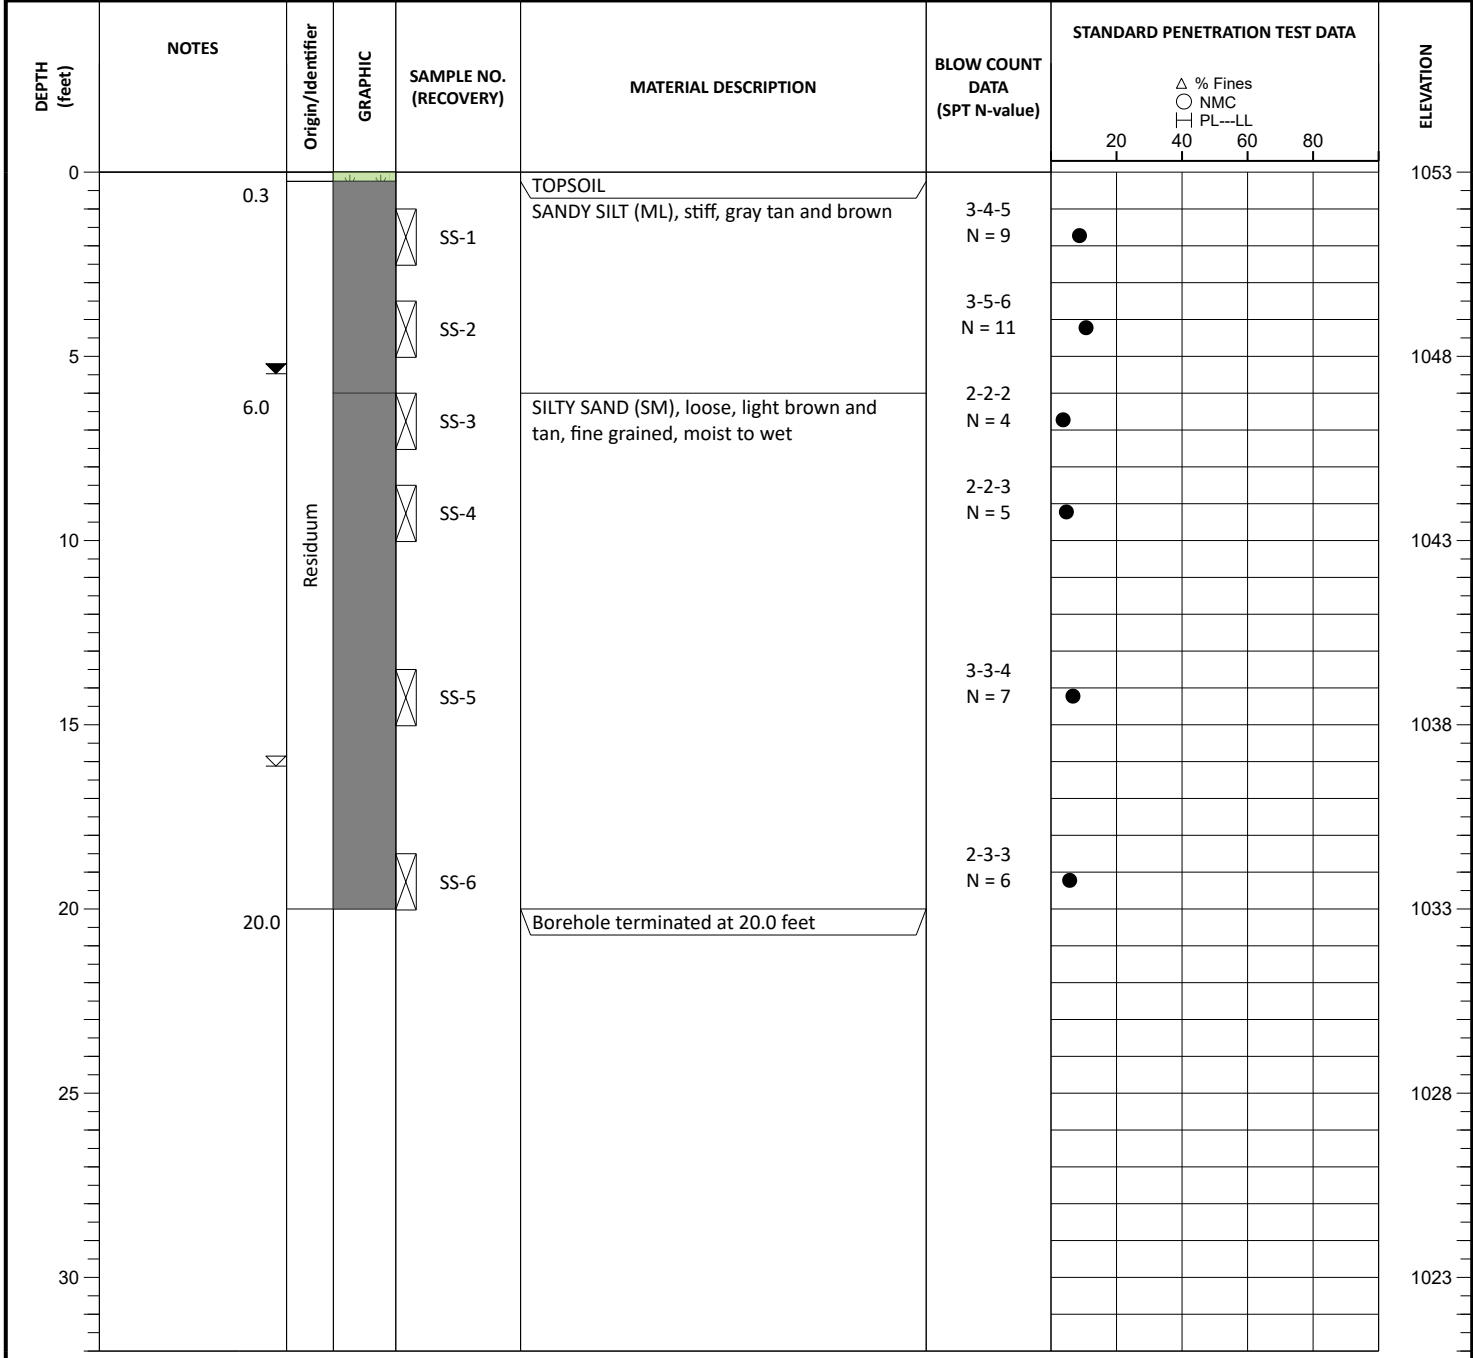 DEPTH
(feet)
NOTES
Origin/Identifier
GRAPHIC
SAMPLE NO.
(RECOVERY)
MATERIAL DESCRIPTION
BLOW COUNT
DATA
(SPT N-value)
STANDARD PENETRATION TEST DATA
% Fines
NMC
PL---LL
20 40 60 80
ELEVATION
0
1053
0.3
TOPSOIL
SANDY SILT (ML), stiff, gray tan and brown
SS-1
3-4-5
N = 9
SS-2
3-5-6
N = 11
5
1048
6.0
SILTY SAND (SM), loose, light brown and
tan, fine grained, moist to wet
SS-3
2-2-2
N = 4
SS-4
2-2-3
N = 5
10
1043
Residuum
SS-5
3-3-4
N = 7
15
1038
SS-6
2-3-3
N = 6
20
1033
20.0
Borehole terminated at 20.0 feet
25
1028
30
1023